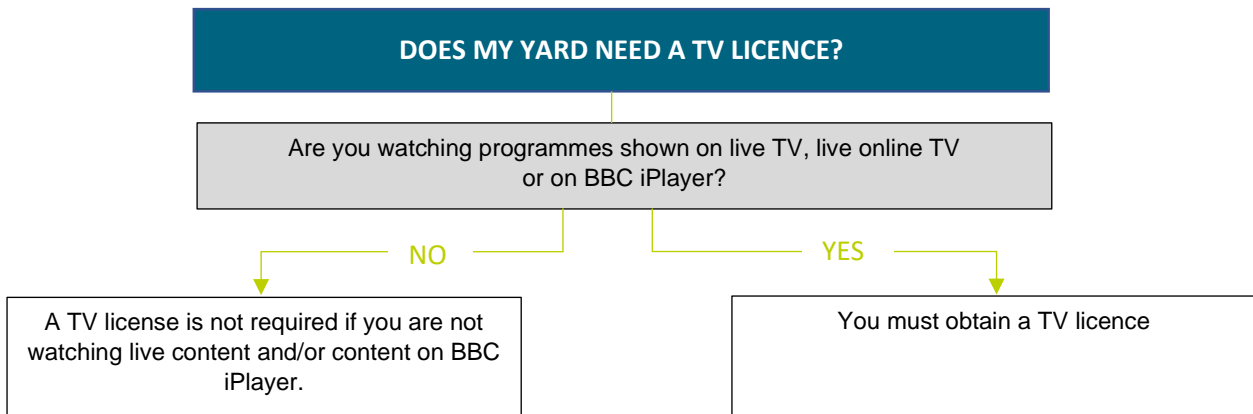 DOES MY YARD NEED A TV LICENCE?
Are you watching programmes shown on live TV, live online TV
or on BBC iPlayer?
NO
YES
A TV license is not required if you are not
watching live content and/or content on BBC
iPlayer.
You must obtain a TV licence